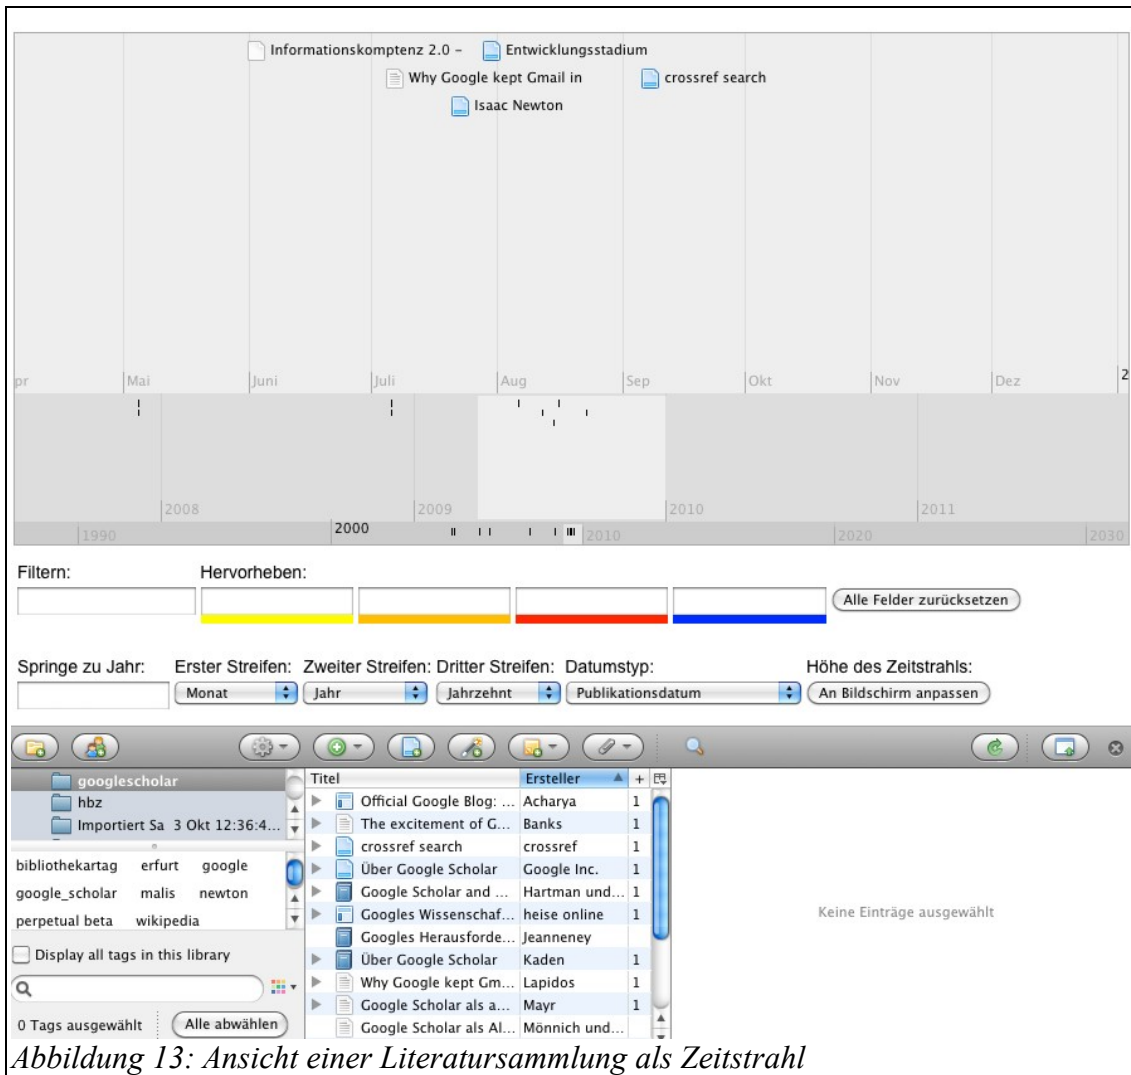 Informationskomptenz 2.0 – Entwicklungsstadium
Why Google kept Gmail in crossref search
Isaac Newton
pr Mai Juni Juli Aug Sep Okt Nov Dez 2
2008 2009 2010 2011
1990 2000 2010 2020 2030
Filtern: Hervorheben:
Alle Felder zurücksetzen
Springe zu Jahr: Erster Streifen: Zweiter Streifen: Dritter Streifen: Datumstyp: Höhe des Zeitstrahls:
Monat Jahr Jahrzehnt Publikationsdatum An Bildschirm anpassen
googlescholar
hbz
Importiert Sa 3 Okt 12:36:4...
bibliothekartag erfurt google
google_scholar malis newton
perpetual beta wikipedia
Display all tags in this library
0 Tags ausgewählt Alle abwählen
Titel Ersteller +
Official Google Blog: ... Acharya 1
The excitement of G... Banks 1
crossref search crossref 1
Über Google Scholar Google Inc. 1
Google Scholar and ... Hartman und... 1
Googles Wissenschaf... heise online 1
Googles Herausforde... Jeanneney
Über Google Scholar Kaden 1
Why Google kept Gm... Lapidos 1
Google Scholar als a... Mayr 1
Google Scholar als Al... Mönnich und...
Keine Einträge ausgewählt
Abbildung 13: Ansicht einer Literatursammlung als Zeitstrahl